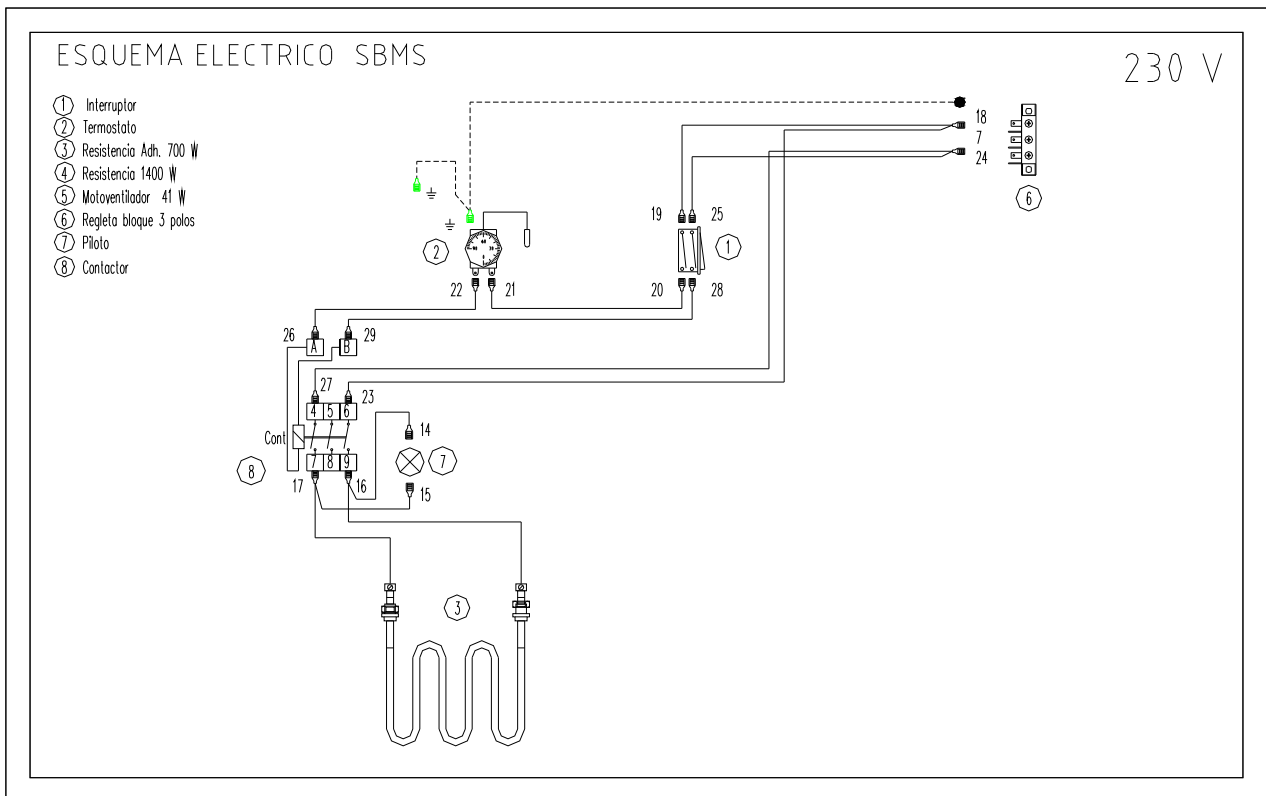 ESQUEMA ELECTRICO SBMS
230 V
1 Interruptor
2 Termostato
3 Resistencia Adh. 700 W
4 Resistencia 1400 W
5 Motoventilador 41 W
6 Regleta bloque 3 polos
7 Piloto
8 Contactor
18
7
24
6
19
25
2
1
22
21
20
28
26
A
B
29
27
23
4 5 6
Cont
14
7
8
7 8 9
17
16
15
3